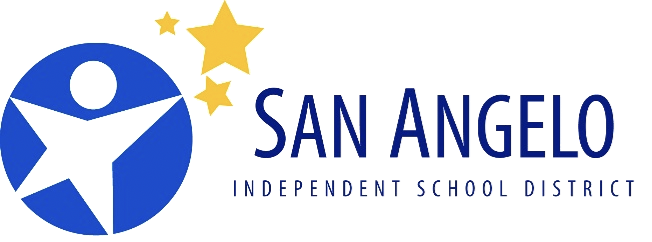 SAN ANGELO
INDEPENDENT SCHOOL DISTRICT